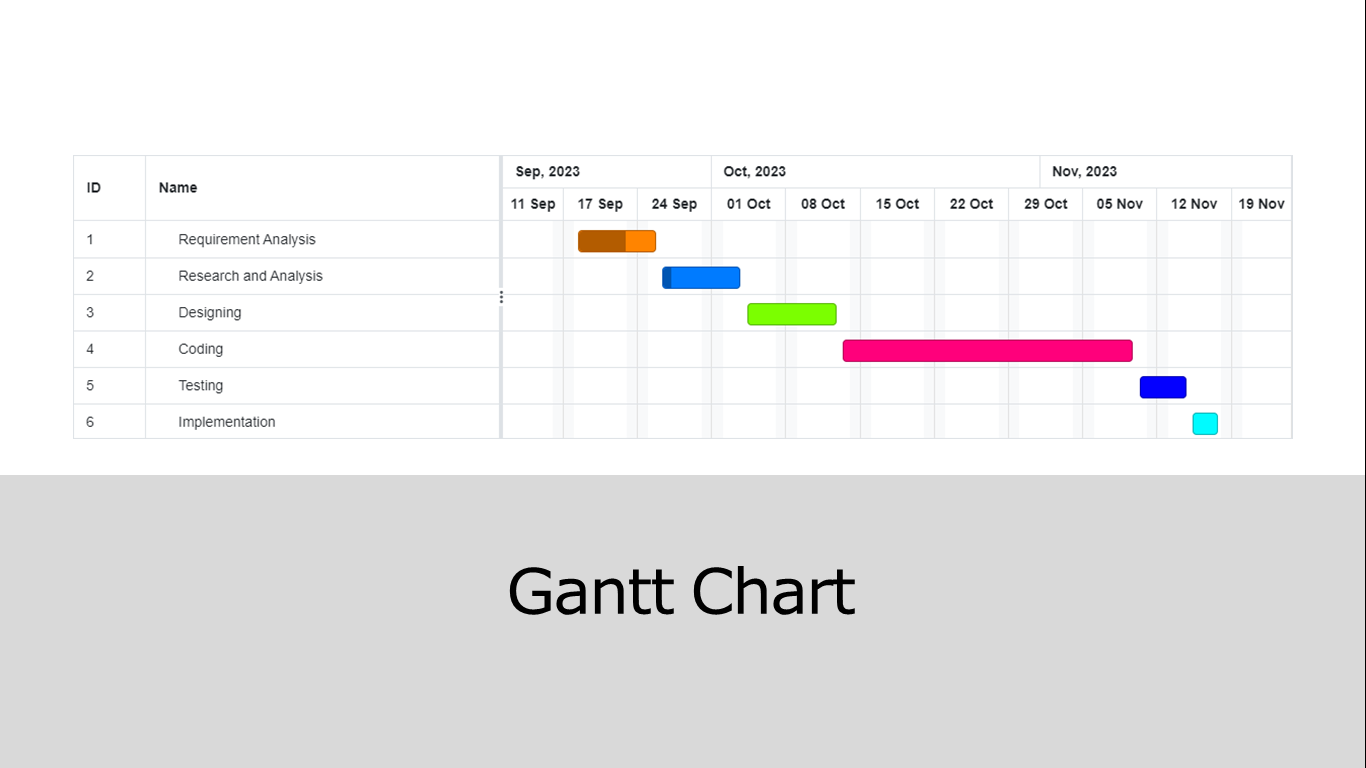 ID Name Sep, 2023 Oct, 2023 Nov, 2023
11 Sep 17 Sep 24 Sep 01 Oct 08 Oct 15 Oct 22 Oct 29 Oct 05 Nov 12 Nov 19 Nov
1 Requirement Analysis
2 Research and Analysis
3 Designing
4 Coding
5 Testing
6 Implementation
Gantt Chart